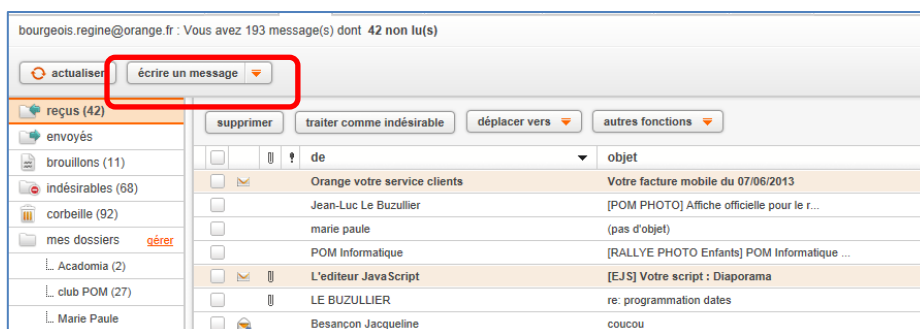 bourgeois.regine@orange.fr : Vous avez 193 message(s) dont 42 non lu(s)
actualiser écrire un message
reçus (42)
envoyés
brouillons (11)
indésirables (68)
corbeille (92)
mes dossiers gérer
Acadomia (2)
club POM (27)
Marie Paule
supprimer traiter comme indésirable déplacer vers autres fonctions
de objet
Orange votre service clients Votre facture mobile du 07/06/2013
Jean-Luc Le Buzullier [POM PHOTO] Affiche officielle pour le r...
marie paule (pas d'objet)
POM Informatique [RALLYE PHOTO Enfants] POM Informatique ...
L'editeur JavaScript [EJS] Votre script : Diaporama
LE BUZULLIER re: programmation dates
Besançon Jacqueline coucou